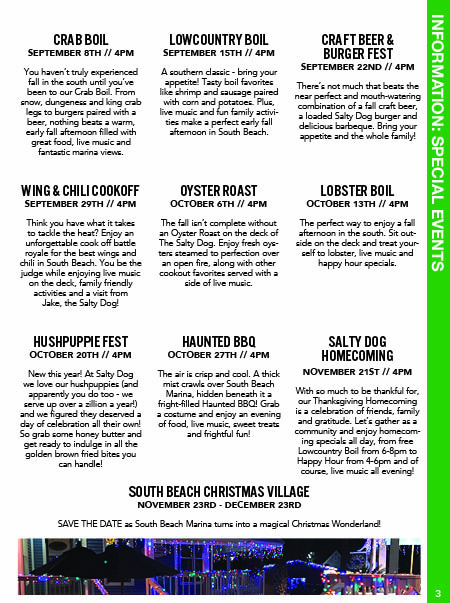 CRAB BOIL
SEPTEMBER 8TH // 4PM
You haven't truly experienced
fall in the south until you've
been to our Crab Boil. From
snow, dungeness and king crab
legs to burgers paired with a
beer, nothing beats a warm,
early fall afternoon filled with
great food, live music and
fantastic marina views.
LOWCOUNTRY BOIL
SEPTEMBER 15TH // 4PM
A southern classic - bring your
appetite! Tasty boil favorites
like shrimp and sausage paired
with corn and potatoes. Plus,
live music and fun family activi-
ties make a perfect early fall
afternoon in South Beach.
CRAFT BEER &
BURGER FEST
SEPTEMBER 22ND // 4PM
There's not much that beats the
near perfect and mouth-watering
combination of a fall craft beer,
a loaded Salty Dog burger and
delicious barbeque. Bring your
appetite and the whole family!
WING & CHILI COOKOFF
SEPTEMBER 29TH // 4PM
Think you have what it takes
to tackle the heat? Enjoy an
unforgettable cook off battle
royale for the best wings and
chili in South Beach. You be the
judge while enjoying live music
on the deck, family friendly
activities and a visit from
Jake, the Salty Dog!
OYSTER ROAST
OCTOBER 6TH // 4PM
The fall isn't complete without
an Oyster Roast on the deck of
The Salty Dog. Enjoy fresh oys-
ters steamed to perfection over
an open fire, along with other
cookout favorites served with a
side of live music.
LOBSTER BOIL
OCTOBER 13TH // 4PM
The perfect way to enjoy a fall
afternoon in the south. Sit out-
side on the deck and treat your-
self to lobster, live music and
happy hour specials.
HUSHPUPPIE FEST
OCTOBER 20TH // 4PM
New this year! At Salty Dog
we love our hushpuppies (and
apparently you do too - we
serve up over a zillion a year!)
and we figured they deserved a
day of celebration all their own!
So grab some honey butter and
get ready to indulge in all the
golden brown fried bites you
can handle!
HAUNTED BBQ
OCTOBER 27TH // 4PM
The air is crisp and cool. A thick
mist crawls over South Beach
Marina, hidden beneath it a
fright-filled Haunted BBQ! Grab
a costume and enjoy an evening
of food, live music, sweet treats
and frightful fun!
SALTY DOG
HOMECOMING
NOVEMBER 21ST // 4PM
With so much to be thankful for,
our Thanksgiving Homecoming
is a celebration of friends, family
and gratitude. Let's gather as a
community and enjoy homecom-
ing specials all day, from free
Lowcountry Boil from 6-8pm to
Happy Hour from 4-6pm and of
course, live music all evening!
SOUTH BEACH CHRISTMAS VILLAGE
NOVEMBER 23RD - DECEMBER 23RD
SAVE THE DATE as South Beach Marina turns into a magical Christmas Wonderland!
INFORMATION: SPECIAL EVENTS
3